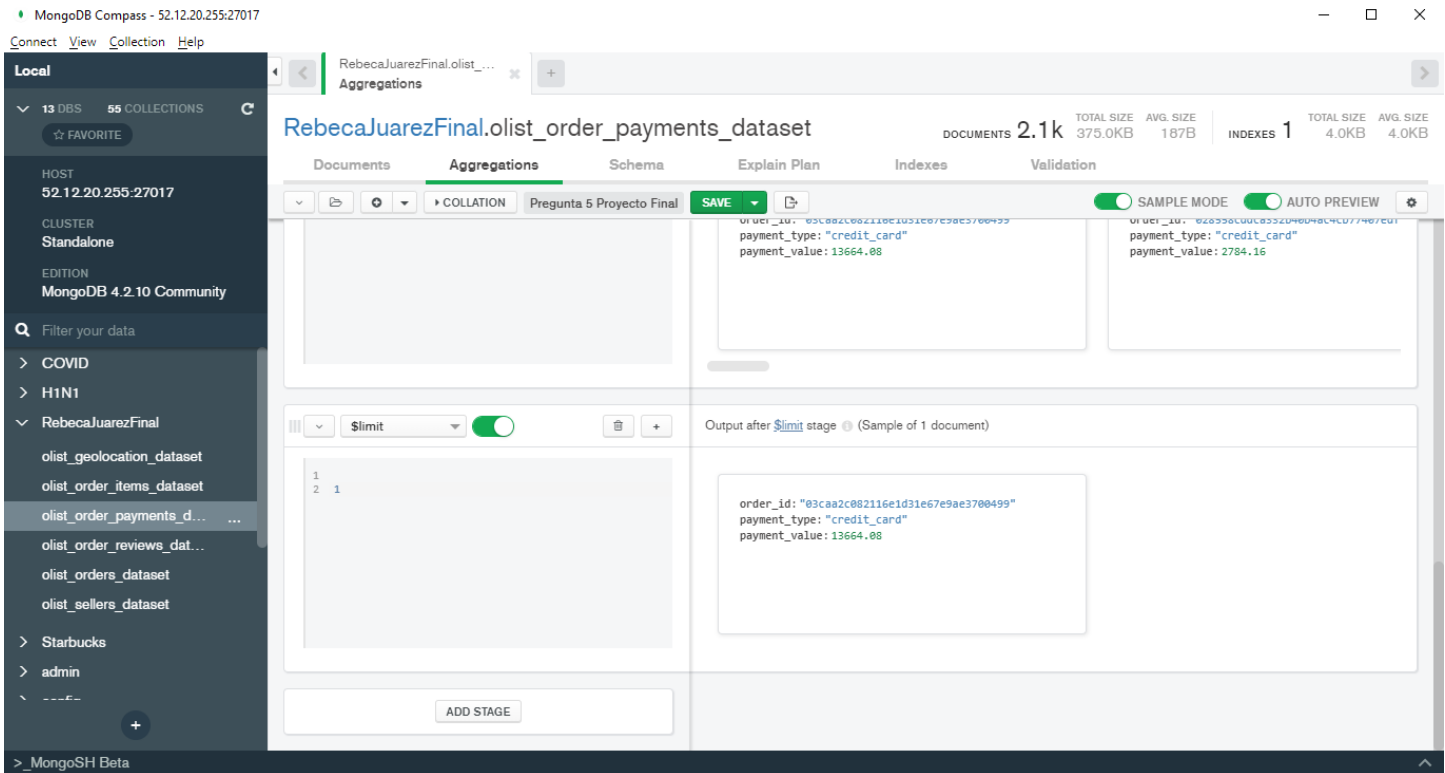 MongoDB Compass - 52.12.20.255:27017
Connect View Collection Help
Local
13 DBS 55 COLLECTIONS
☆ FAVORITE
HOST
52.12.20.255:27017
CLUSTER
Standalone
EDITION
MongoDB 4.2.10 Community
Filter your data
COVID
H1N1
RebecaJuarezFinal
olist_geolocation_dataset
olist_order_items_dataset
olist_order_payments_d... ...
olist_order_reviews_dat...
olist_orders_dataset
olist_sellers_dataset
Starbucks
admin
config
>_MongoSH Beta
RebecaJuarezFinal.olist_...
Aggregations
RebecaJuarezFinal.olist_order_payments_dataset
DOCUMENTS 2.1k TOTAL SIZE 375.0KB AVG. SIZE 187B INDEXES 1 TOTAL SIZE 4.0KB AVG. SIZE 4.0KB
Documents Aggregations Schema Explain Plan Indexes Validation
COLLATION Pregunta 5 Proyecto Final SAVE SAMPLE MODE AUTO PREVIEW
order_id: "03caa2c082116e1d31e67e9ae3700499"
payment_type: "credit_card"
payment_value: 13664.08
order_id:
payment_type: "credit_card"
payment_value: 2784.16
$limit
Output after $limit stage (Sample of 1 document)
1
2 1
order_id: "03caa2c082116e1d31e67e9ae3700499"
payment_type: "credit_card"
payment_value: 13664.08
ADD STAGE